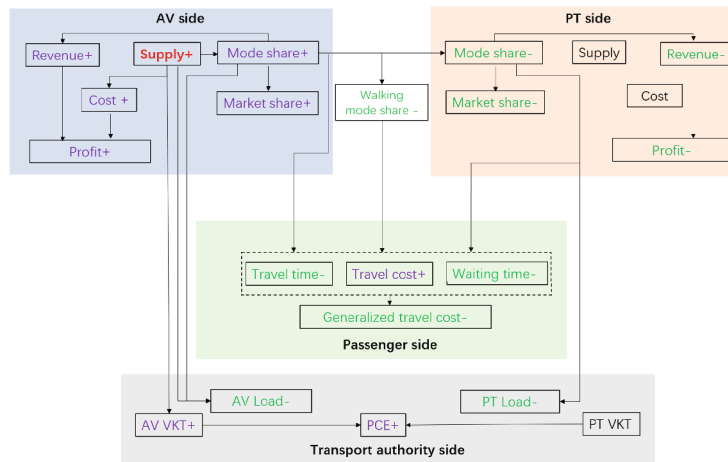 AV side
PT side
Revenue+
Supply+
Mode share+
Mode share-
Supply
Revenue-
Cost +
Market share+
Walking
mode share -
Market share-
Cost
Profit+
Profit-
Travel time-
Travel cost+
Waiting time-
Generalized travel cost-
Passenger side
AV Load-
PT Load-
AV VKT+
PCE+
PT VKT
Transport authority side